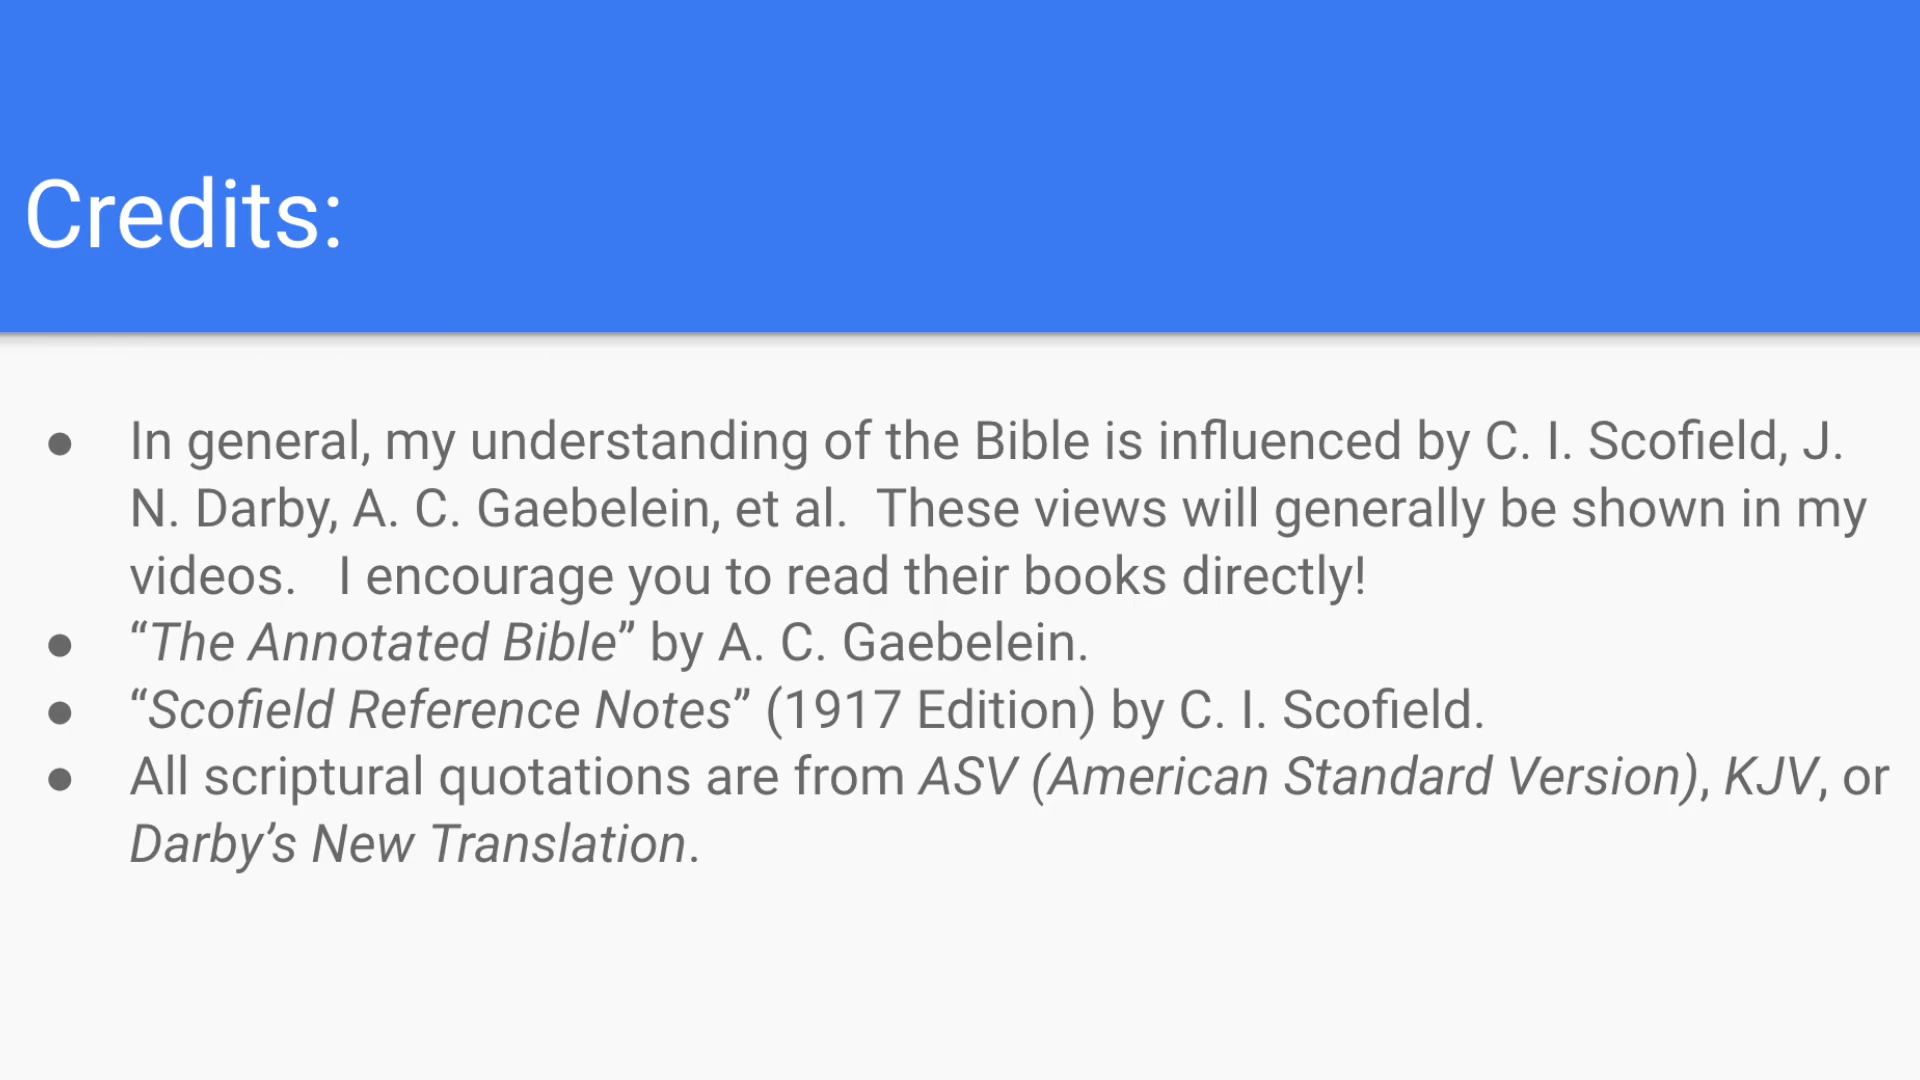 Credits:
● In general, my understanding of the Bible is influenced by C. I. Scofield, J.
N. Darby, A. C. Gaebelein, et al.  These views will generally be shown in my
videos.   I encourage you to read their books directly!
● “The Annotated Bible” by A. C. Gaebelein.
● “Scofield Reference Notes” (1917 Edition) by C. I. Scofield.
● All scriptural quotations are from ASV (American Standard Version), KJV, or
Darby’s New Translation.